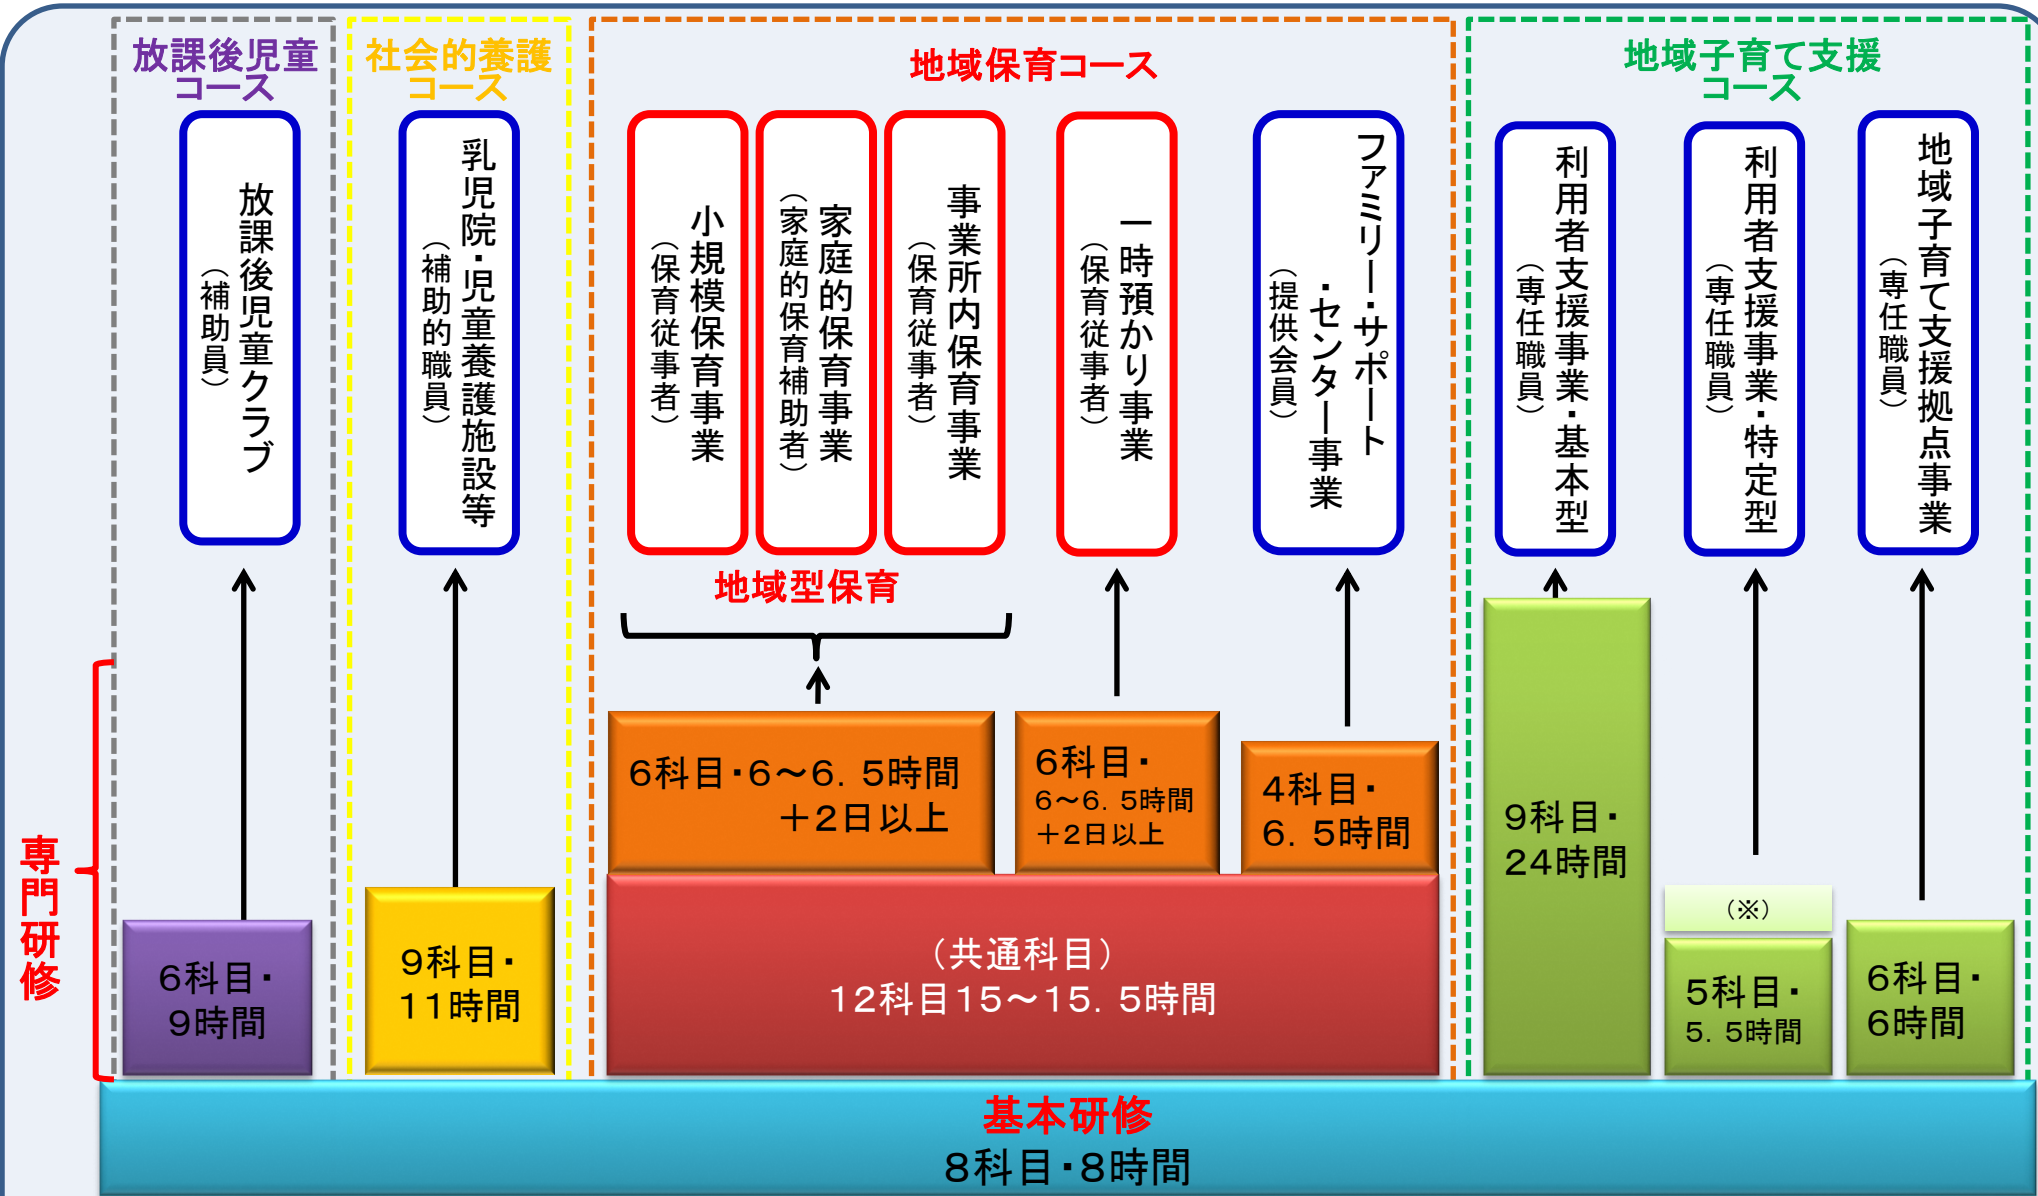 放課後児童
コース
社会的養護
コース
地域保育コース
地域子育て支援
コース
放課後児童クラブ
（補助員）
乳児院・児童養護施設等
（補助的職員）
小規模保育事業
（保育従事者）
家庭的保育事業
（家庭的保育補助者）
事業所内保育事業
（保育従事者）
一時預かり事業
（保育従事者）
ファミリー・サポート
・センター事業
（提供会員）
利用者支援事業・基本型
（専任職員）
利用者支援事業・特定型
（専任職員）
地域子育て支援拠点事業
（専任職員）
地域型保育
専門研修
6科目・
9時間
9科目・
11時間
6科目・6～6．5時間
＋2日以上
6科目・
6～6．5時間
＋2日以上
4科目・
6．5時間
（共通科目）
12科目15～15．5時間
9科目・
24時間
（※）
5科目・
5．5時間
6科目・
6時間
基本研修
8科目・8時間